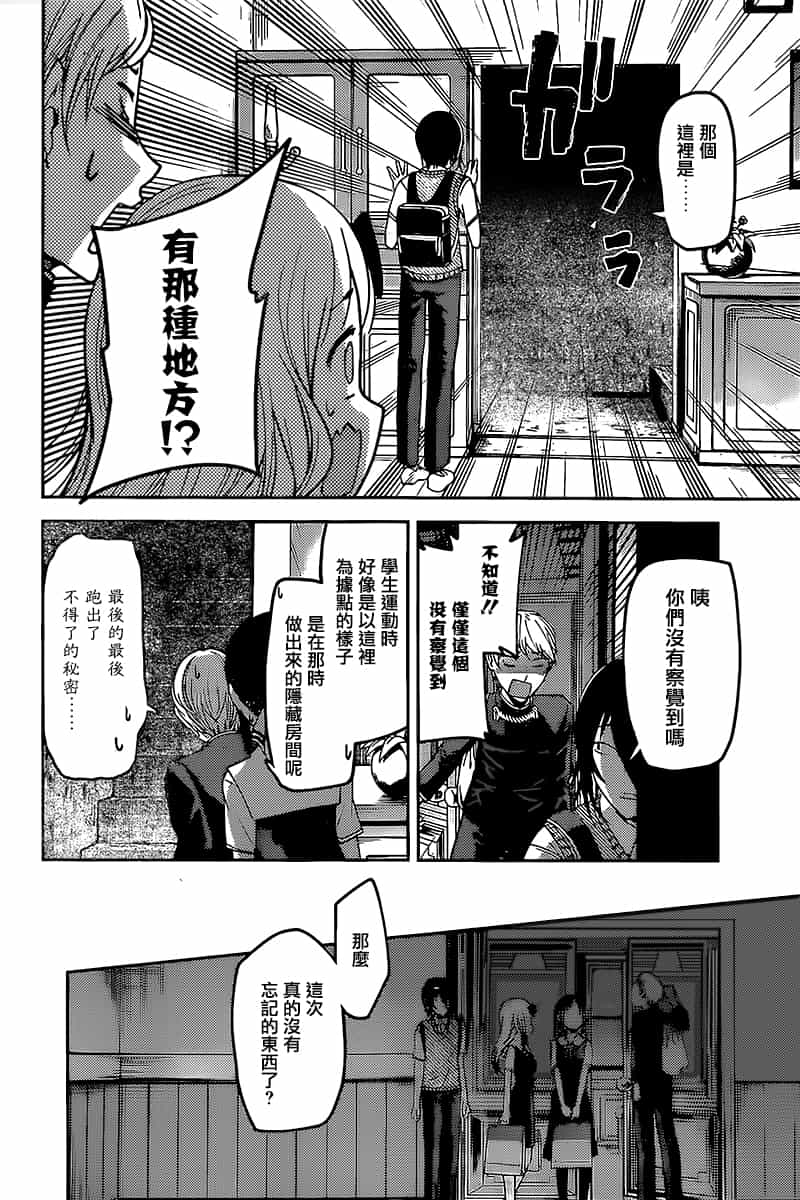 那個
這裡是……
ガララ
有那種地方!?
咦
你們沒有察覺到嗎
不知道!!
僅僅這個
沒有察覺到
學生運動時
好像是以這裡
為據點的樣子
是在那時
做出來的隱藏房間呢
最後的最後
跑出了
不得了的秘密……
那麼
這次
真的沒有
忘記的東西了?